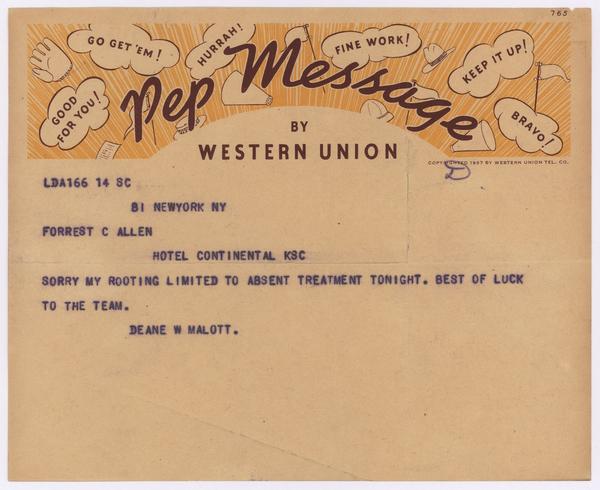 765
GO GET 'EM!
HURRAH!
FINE WORK!
KEEP IT UP!
GOOD FOR YOU!
BRAVO!
Pep Message
BY
WESTERN UNION
COPYRIGHTED 1937 BY WESTERN UNION TEL. CO.
D
LDA166 14 SC
BI NEWYORK NY
FORREST C ALLEN
HOTEL CONTINENTAL KSC
SORRY MY ROOTING LIMITED TO ABSENT TREATMENT TONIGHT. BEST OF LUCK
TO THE TEAM.
DEANE W MALOTT.